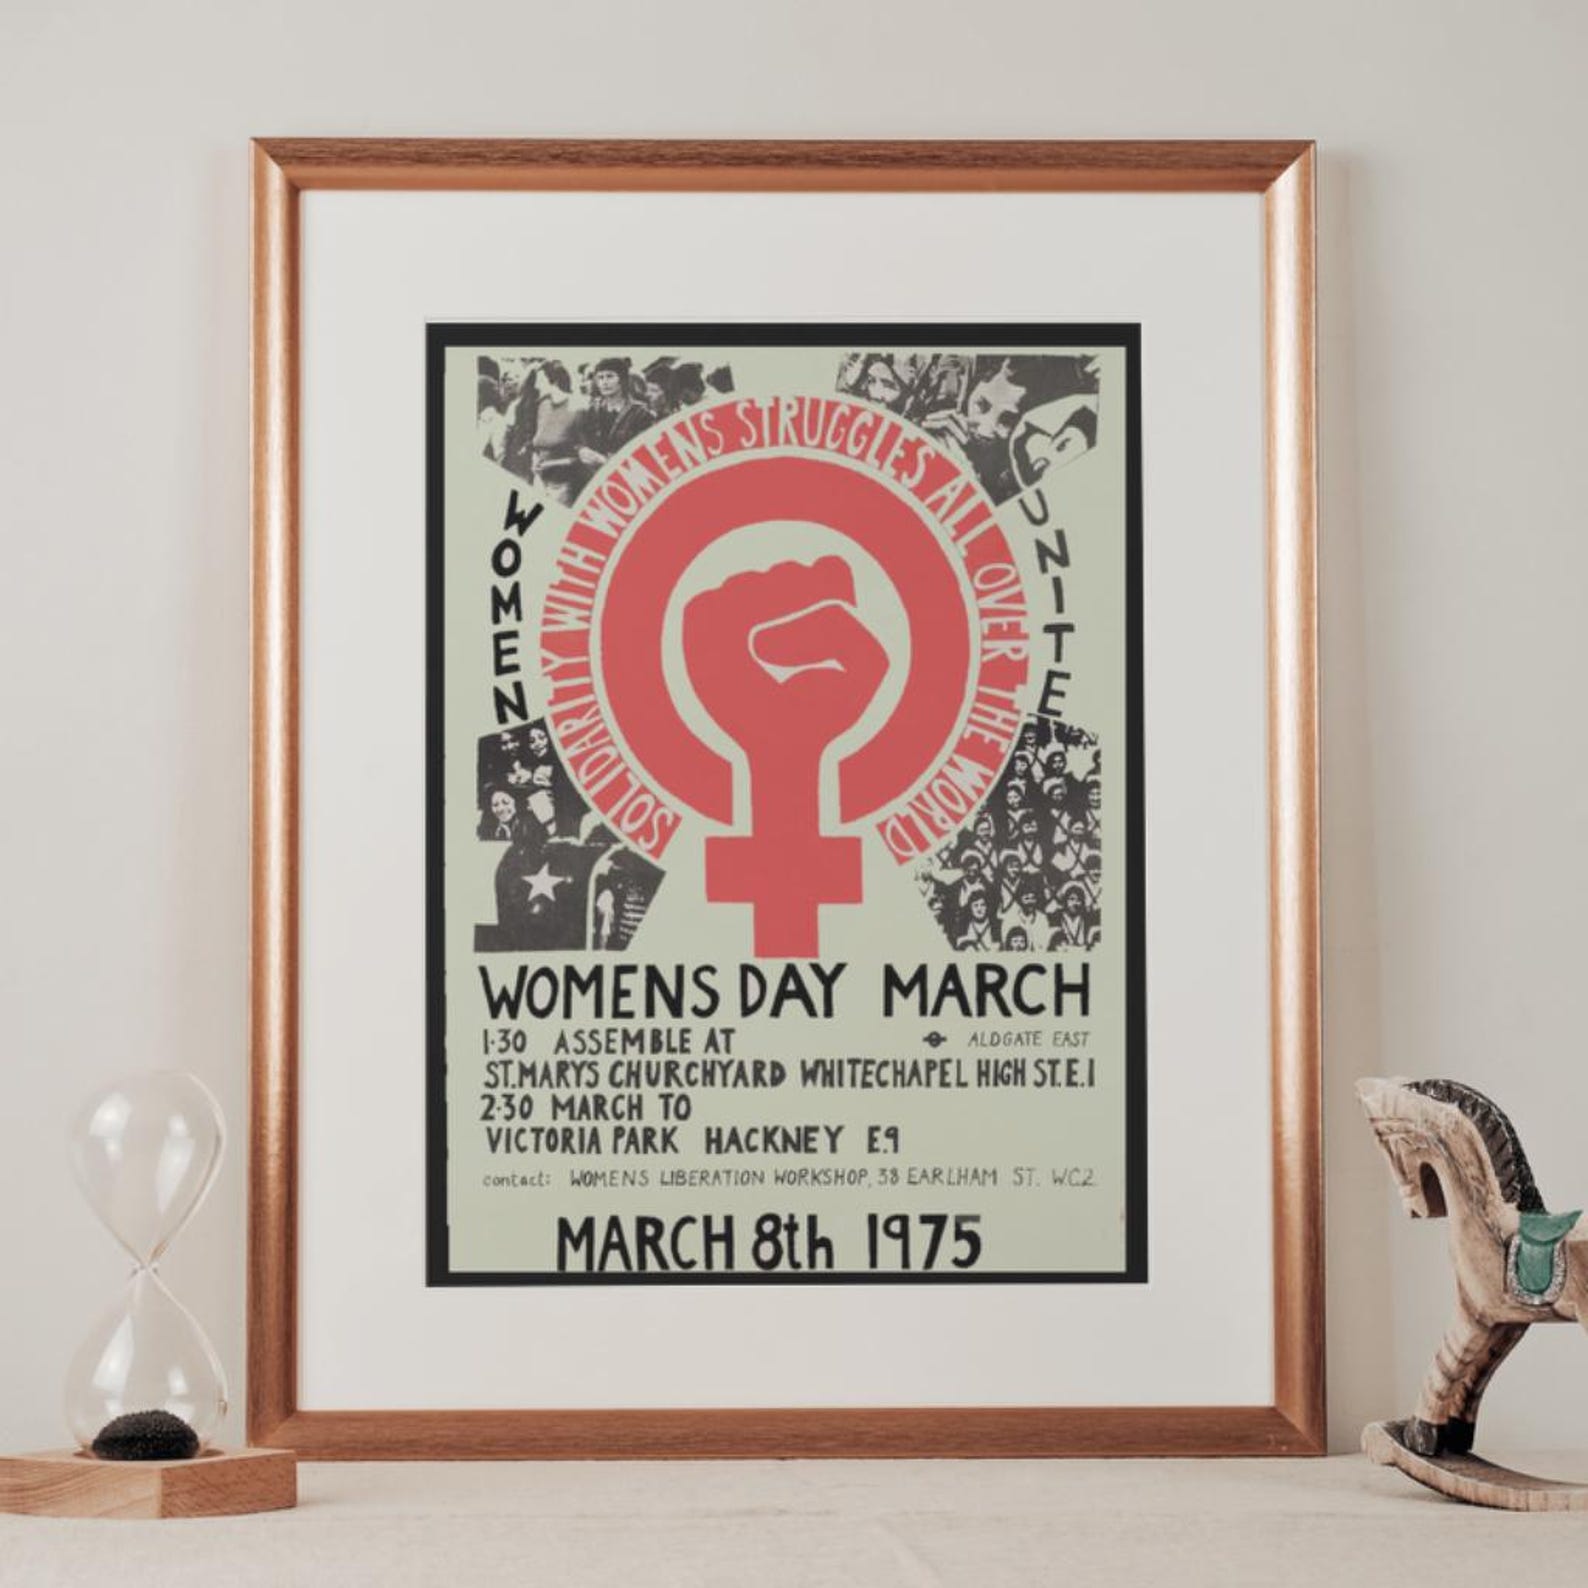 SOLIDARITY WITH WOMENS STRUGGLES ALL OVER THE WORLD
WOMEN
UNITE
WOMENS DAY MARCH
1·30 ASSEMBLE AT
ALDGATE EAST
ST.MARYS CHURCHYARD WHITECHAPEL HIGH ST.E.1
2·30 MARCH TO
VICTORIA PARK HACKNEY E.9
contact: WOMENS LIBERATION WORKSHOP, 38 EARLHAM ST. W.C.2.
MARCH 8th 1975